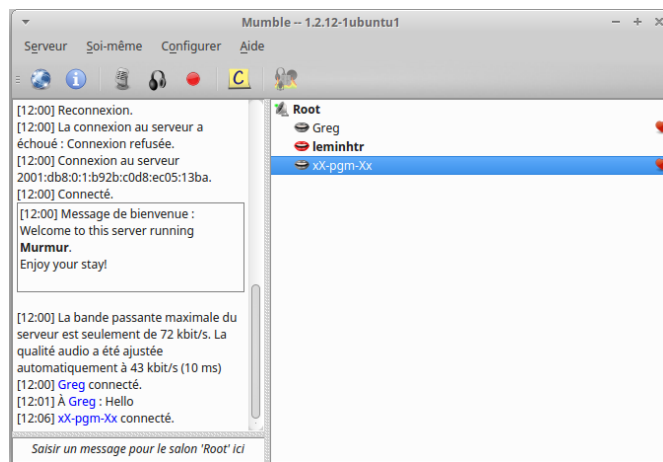 Mumble -- 1.2.12-1ubuntu1
Serveur Soi-même Configurer Aide
[12:00] Reconnexion.
[12:00] La connexion au serveur a
échoué : Connexion refusée.
[12:00] Connexion au serveur
2001:db8:0:1:b92b:c0d8:ec05:13ba.
[12:00] Connecté.
[12:00] Message de bienvenue :
Welcome to this server running
Murmur.
Enjoy your stay!
[12:00] La bande passante maximale du
serveur est seulement de 72 kbit/s. La
qualité audio a été ajustée
automatiquement à 43 kbit/s (10 ms)
[12:00] Greg connecté.
[12:01] À Greg : Hello
[12:06] xX-pgm-Xx connecté.
Saisir un message pour le salon 'Root' ici
Root
Greg
leminhtr
xX-pgm-Xx